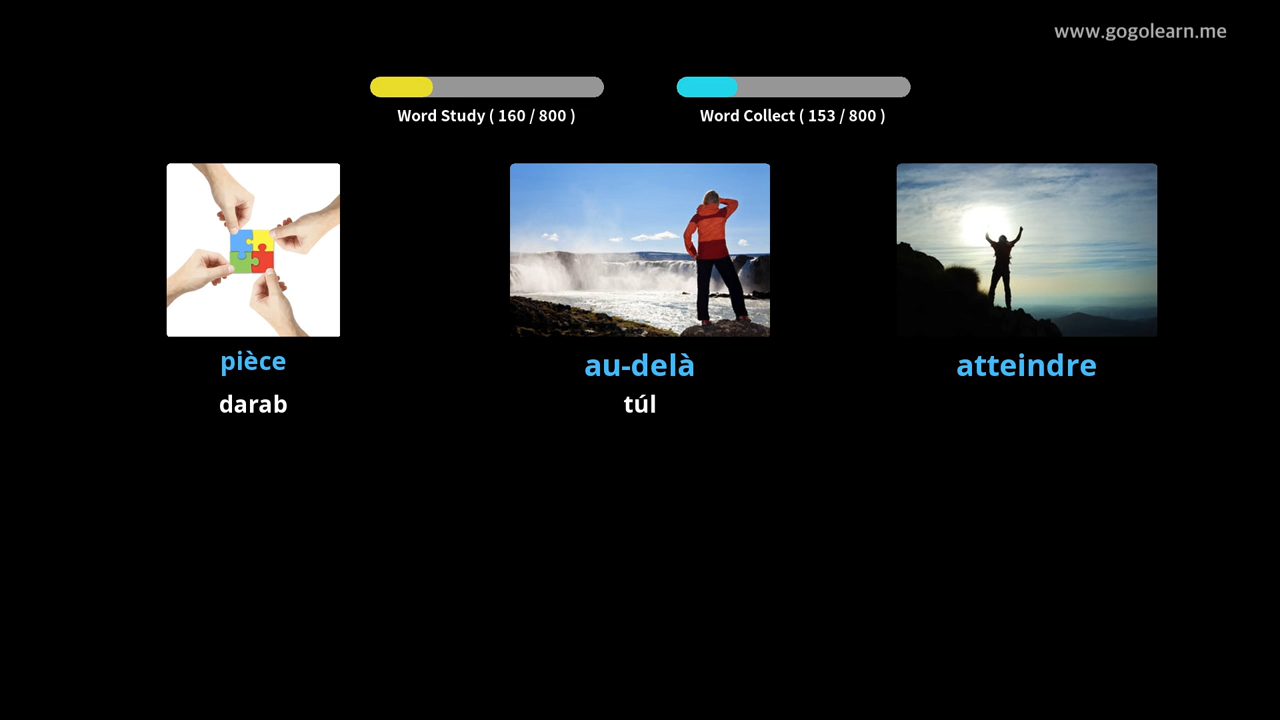 www.gogolearn.me
Word Study ( 160 / 800 )
Word Collect ( 153 / 800 )
pièce
au-delà
atteindre
darab
túl